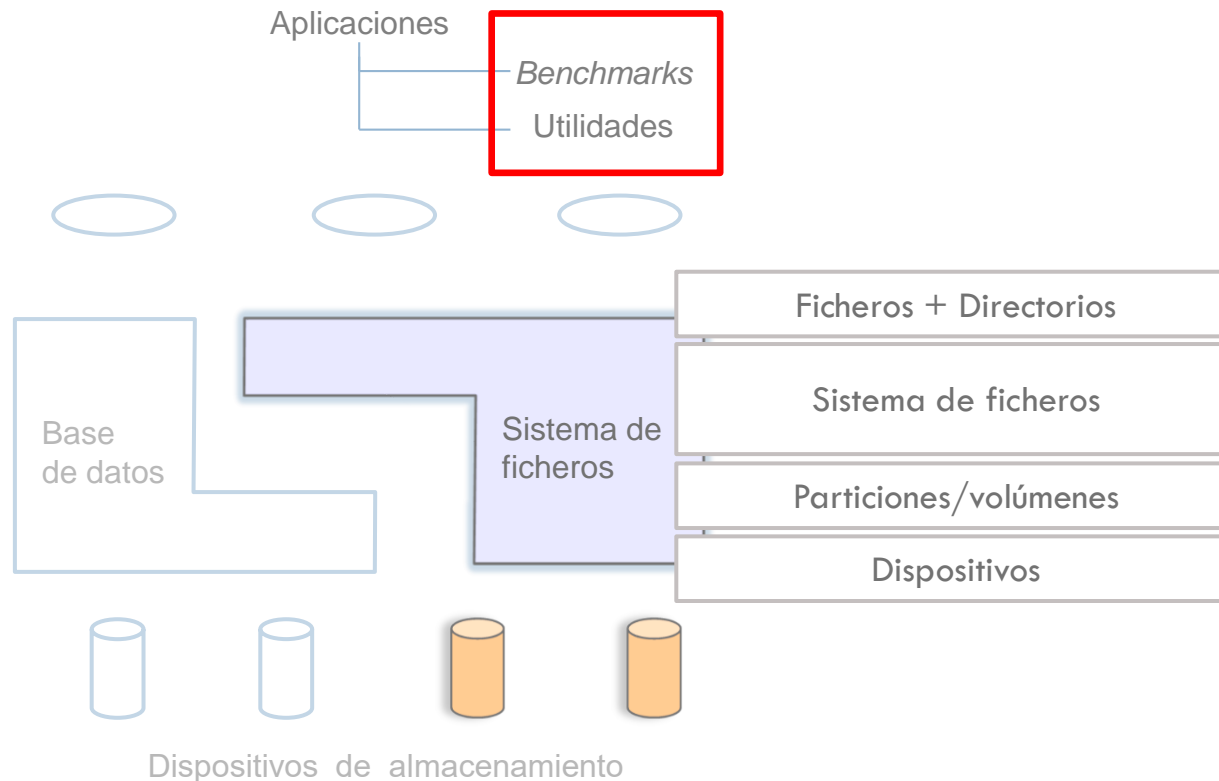 Aplicaciones
Benchmarks
Utilidades
Ficheros + Directorios
Sistema de ficheros
Base
de datos
Sistema de
ficheros
Particiones/volúmenes
Dispositivos
Dispositivos de almacenamiento